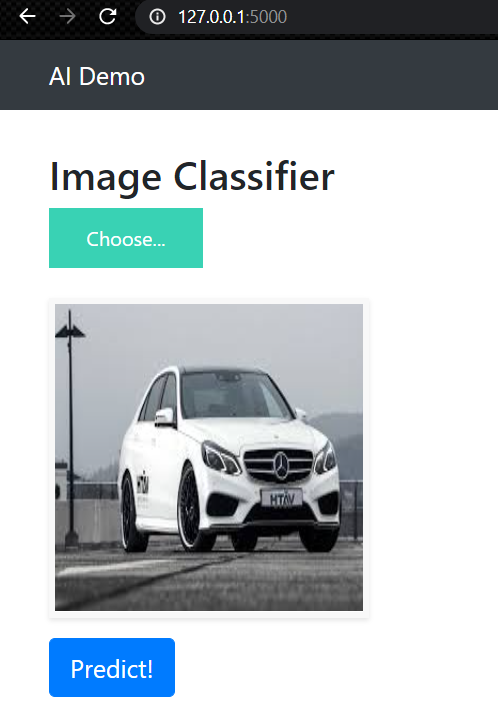 127.0.0.1:5000
AI Demo
Image Classifier
Choose...
HTAV
Predict!